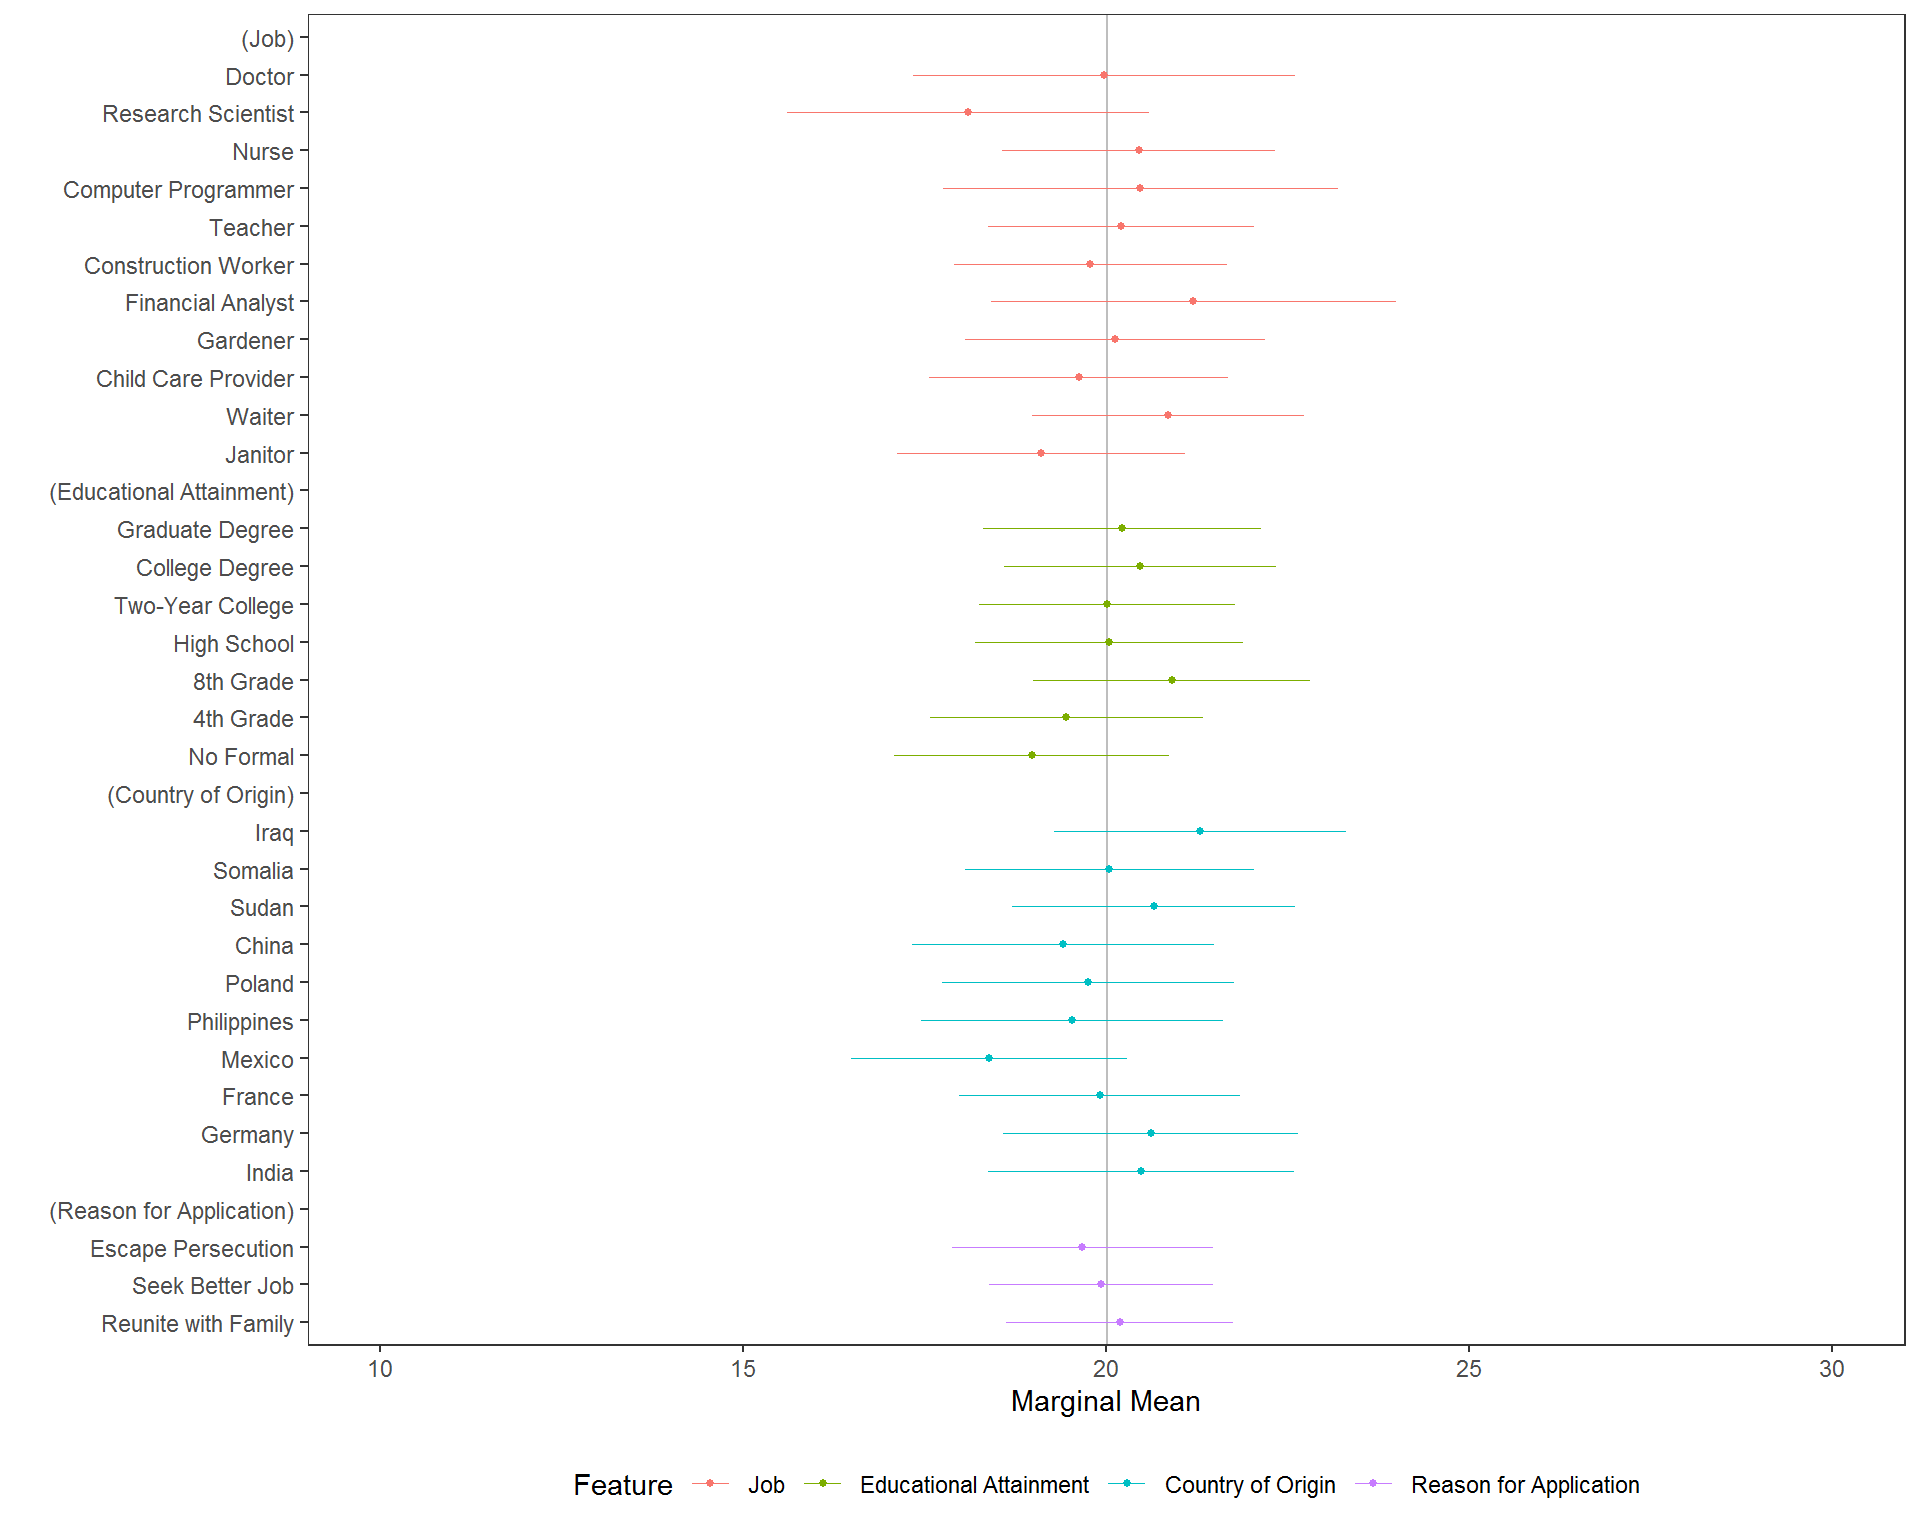 (Job)
Doctor
Research Scientist
Nurse
Computer Programmer
Teacher
Construction Worker
Financial Analyst
Gardener
Child Care Provider
Waiter
Janitor
(Educational Attainment)
Graduate Degree
College Degree
Two-Year College
High School
8th Grade
4th Grade
No Formal
(Country of Origin)
Iraq
Somalia
Sudan
China
Poland
Philippines
Mexico
France
Germany
India
(Reason for Application)
Escape Persecution
Seek Better Job
Reunite with Family
10 15 20 25 30
Marginal Mean
Feature Job Educational Attainment Country of Origin Reason for Application